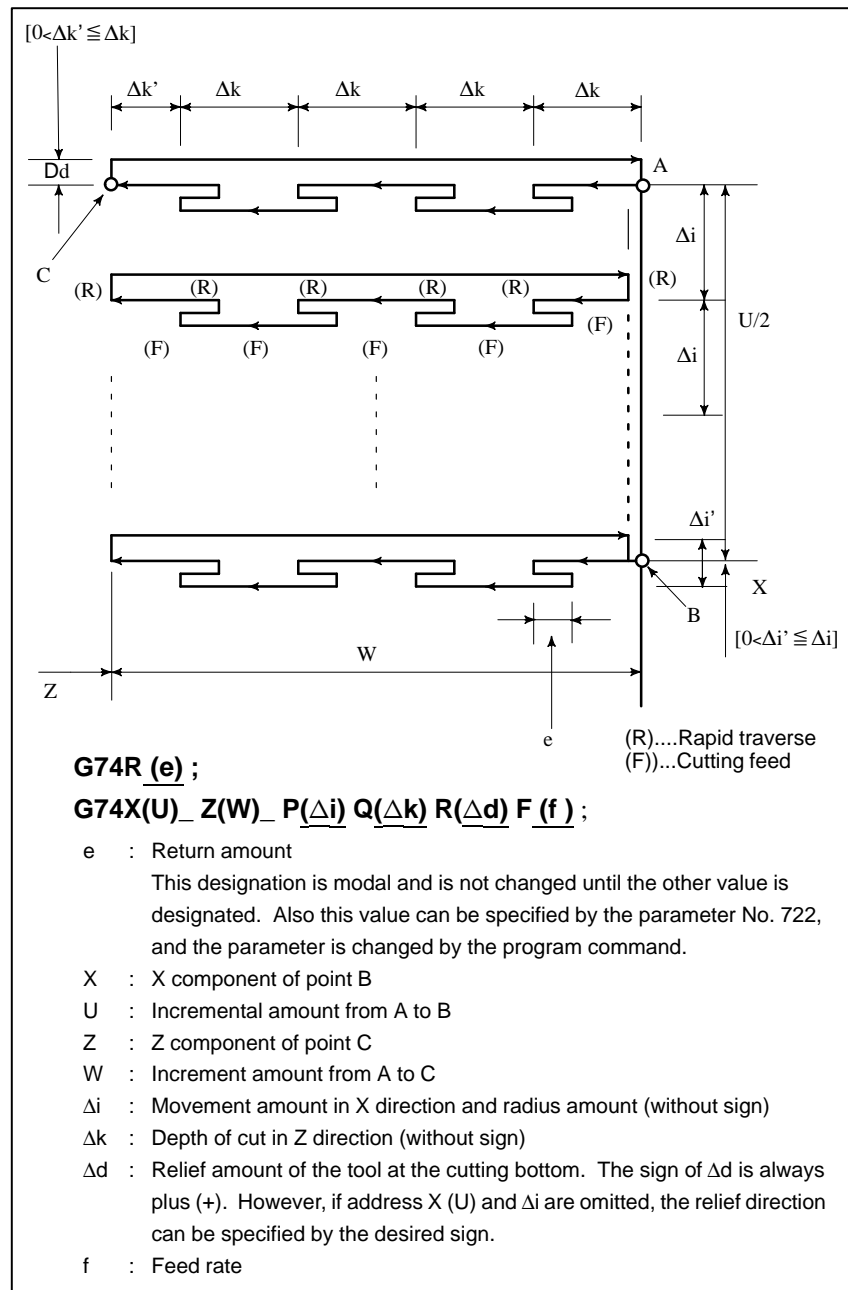 [0<Δk’≦Δk]
Δk’ Δk Δk Δk Δk
Dd
A
C
Δi
(R) (R) (R) (R) (R) (R)
(F)
U/2
(F) (F) (F) (F)
Δi
Δi’
X
B
[0<Δi’≦Δi]
W
Z
e
(R)....Rapid traverse
(F))...Cutting feed
G74R (e) ;
G74X(U)_ Z(W)_ P(Δi) Q(Δk) R(Δd) F (f ) ;
e : Return amount
This designation is modal and is not changed until the other value is
designated. Also this value can be specified by the parameter No. 722,
and the parameter is changed by the program command.
X : X component of point B
U : Incremental amount from A to B
Z : Z component of point C
W : Increment amount from A to C
Δi : Movement amount in X direction and radius amount (without sign)
Δk : Depth of cut in Z direction (without sign)
Δd : Relief amount of the tool at the cutting bottom. The sign of Δd is always
plus (+). However, if address X (U) and Δi are omitted, the relief direction
can be specified by the desired sign.
f : Feed rate